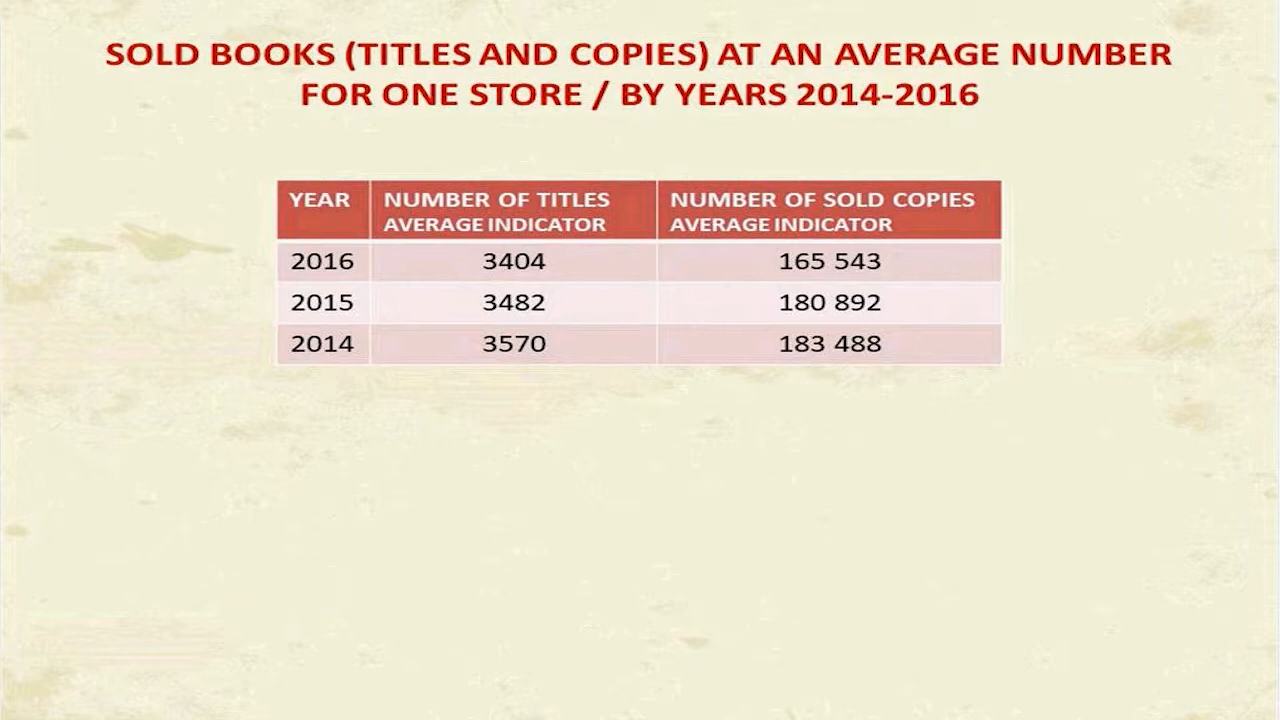 SOLD BOOKS (TITLES AND COPIES) AT AN AVERAGE NUMBER
FOR ONE STORE / BY YEARS 2014-2016
YEAR NUMBER OF TITLES NUMBER OF SOLD COPIES
AVERAGE INDICATOR AVERAGE INDICATOR
2016 3404 165 543
2015 3482 180 892
2014 3570 183 488